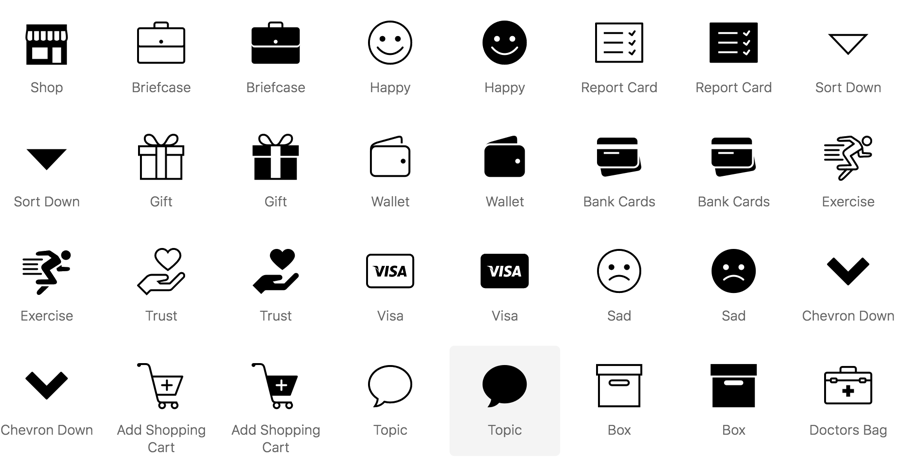 Shop Briefcase Briefcase Happy Happy Report Card Report Card Sort Down
Sort Down Gift Gift Wallet Wallet Bank Cards Bank Cards Exercise
VISA VISA
Exercise Trust Trust Visa Visa Sad Sad Chevron Down
Chevron Down Add Shopping Cart Add Shopping Cart Topic Topic Box Box Doctors Bag